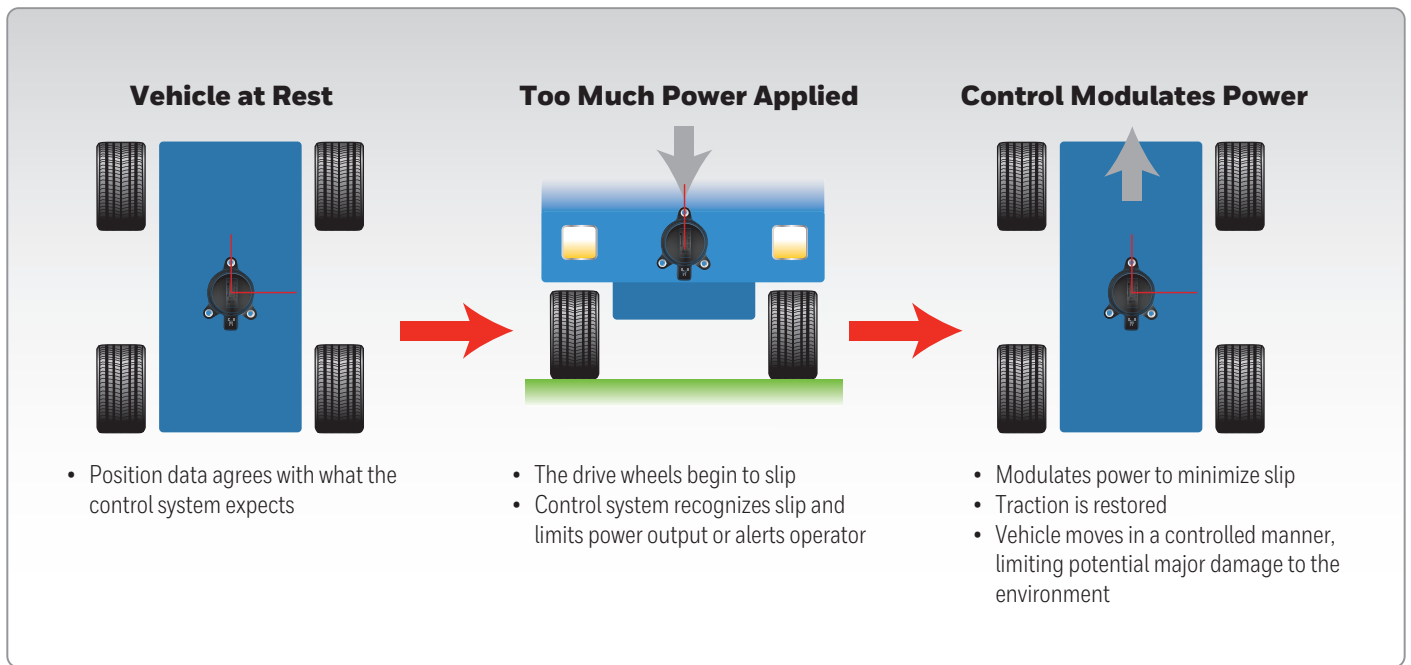 Vehicle at Rest
Too Much Power Applied
Control Modulates Power
• Position data agrees with what the
control system expects
• The drive wheels begin to slip
• Control system recognizes slip and
limits power output or alerts operator
• Modulates power to minimize slip
• Traction is restored
• Vehicle moves in a controlled manner,
limiting potential major damage to the
environment